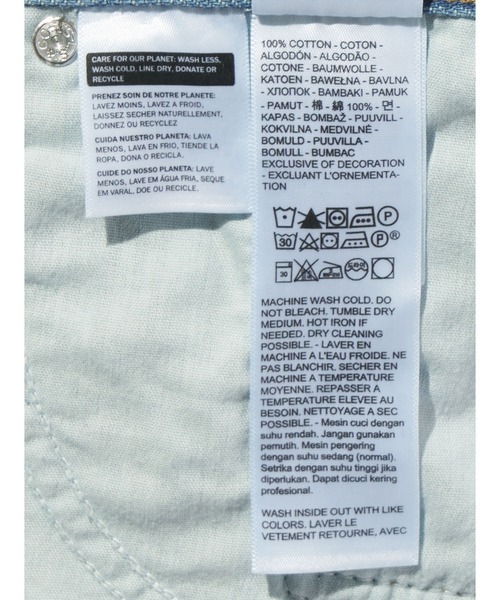 CARE FOR OUR PLANET: WASH LESS,
WASH COLD, LINE DRY, DONATE OR
RECYCLE
PRENEZ SOIN DE NOTRE PLANETE:
LAVEZ MOINS, LAVEZ A FROID,
LAISSEZ SECHER NATURELLEMENT,
DONNEZ OU RECYCLEZ
CUIDA NUESTRO PLANETA: LAVA
MENOS, LAVA EN FRIO, TIENDE LA
ROPA, DONA O RECICLA.
CUIDE DO NOSSO PLANETA: LAVE
MENOS, LAVE EM ÁGUA FRIA, SEQUE
EM VARAL, DOE OU RECICLE.
100% COTTON - COTON -
ALGODÓN - ALGODÃO -
COTONE - BAUMWOLLE -
KATOEN - BAWEŁNA - BAVLNA
- ХЛОПОК - BAMBAKI - PAMUK
- PAMUT - 棉 - 綿 100% - 면 -
KAPAS - BOMBAŽ - PUUVILL -
KOKVILNA - MEDVILNĖ -
BOMULD - PUUVILLA -
BOMULL - BUMBAC
EXCLUSIVE OF DECORATION
- EXCLUANT L'ORNEMENTA-
TION
P
30 P®
30
MACHINE WASH COLD. DO
NOT BLEACH. TUMBLE DRY
MEDIUM. HOT IRON IF
NEEDED. DRY CLEANING
POSSIBLE. - LAVER EN
MACHINE A L'EAU FROIDE. NE
PAS BLANCHIR. SECHER EN
MACHINE A TEMPERATURE
MOYENNE. REPASSER A
TEMPERATURE ELEVEE AU
BESOIN. NETTOYAGE A SEC
POSSIBLE. - Mesin cuci dengan
suhu rendah. Jangan gunakan
pemutih. Mesin pengering
dengan suhu sedang (normal).
Setrika dengan suhu tinggi jika
diperlukan. Dapat dicuci kering
profesional.
WASH INSIDE OUT WITH LIKE
COLORS. LAVER LE
VETEMENT RETOURNE, AVEC